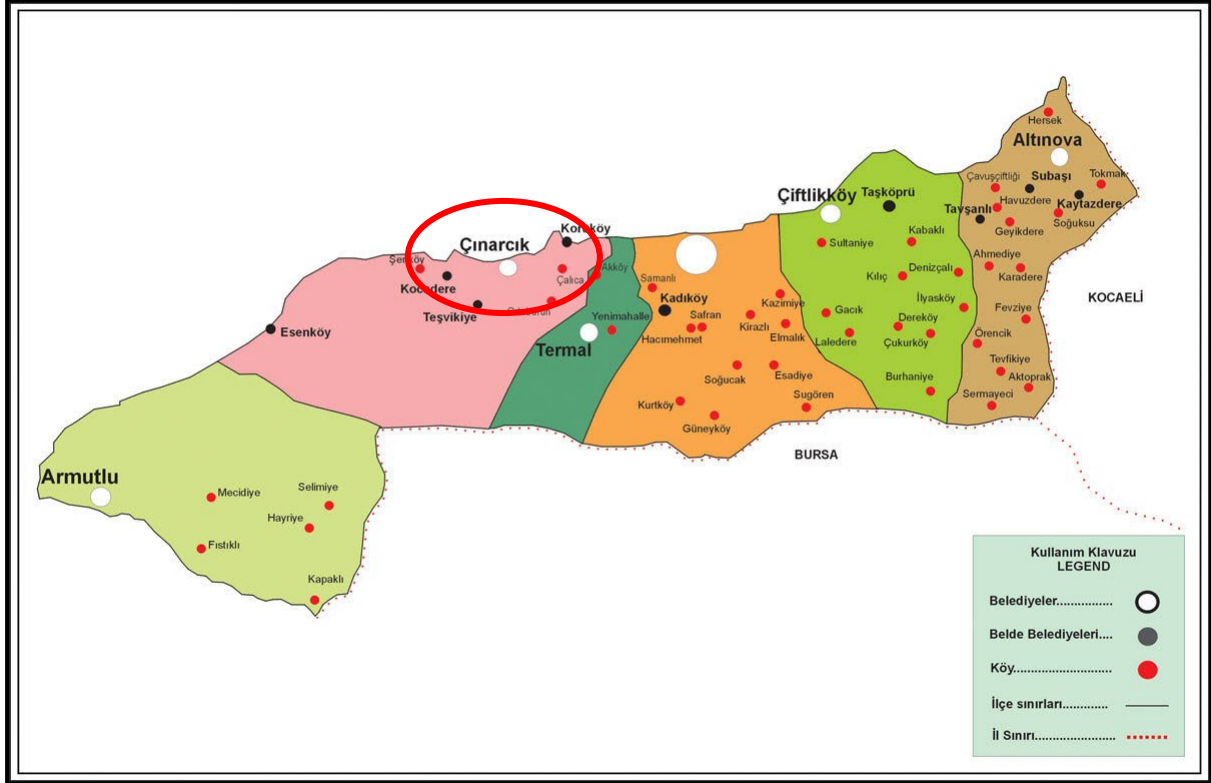 Hersek
Altınova
Çavuşçiftliği
Subaşı
Tokmak
Çiftlikköy
Taşköprü
Havuzdere
Kaytazdere
Tavşanlı
Geyikdere
Soğuksu
Koruköy
Çınarcık
Sultaniye
Kabaklı
Ahmediye
Şenköy
Akköy
Kocadere
Çalıca
Samanlı
Kılıç
Denizçalı
Karadere
KOCAELİ
Kadıköy
Kazimiye
İlyasköy
Teşvikiye
Yenimahalle
Safran
Gacık
Dereköy
Fevziye
Esenköy
Hacımehmet
Kirazlı
Elmalık
Laledere
Çukurköy
Örencik
Termal
Soğucak
Esadiye
Burhaniye
Tevfikiye
Aktoprak
Sermayeci
Kurtköy
Sugören
Güneyköy
BURSA
Armutlu
Mecidiye
Selimiye
Hayriye
Fıstıklı
Kapaklı
Kullanım Klavuzu
LEGEND
Belediyeler................
Belde Belediyeleri....
Köy............................
İlçe sınırları.............
İl Sınırı.......................